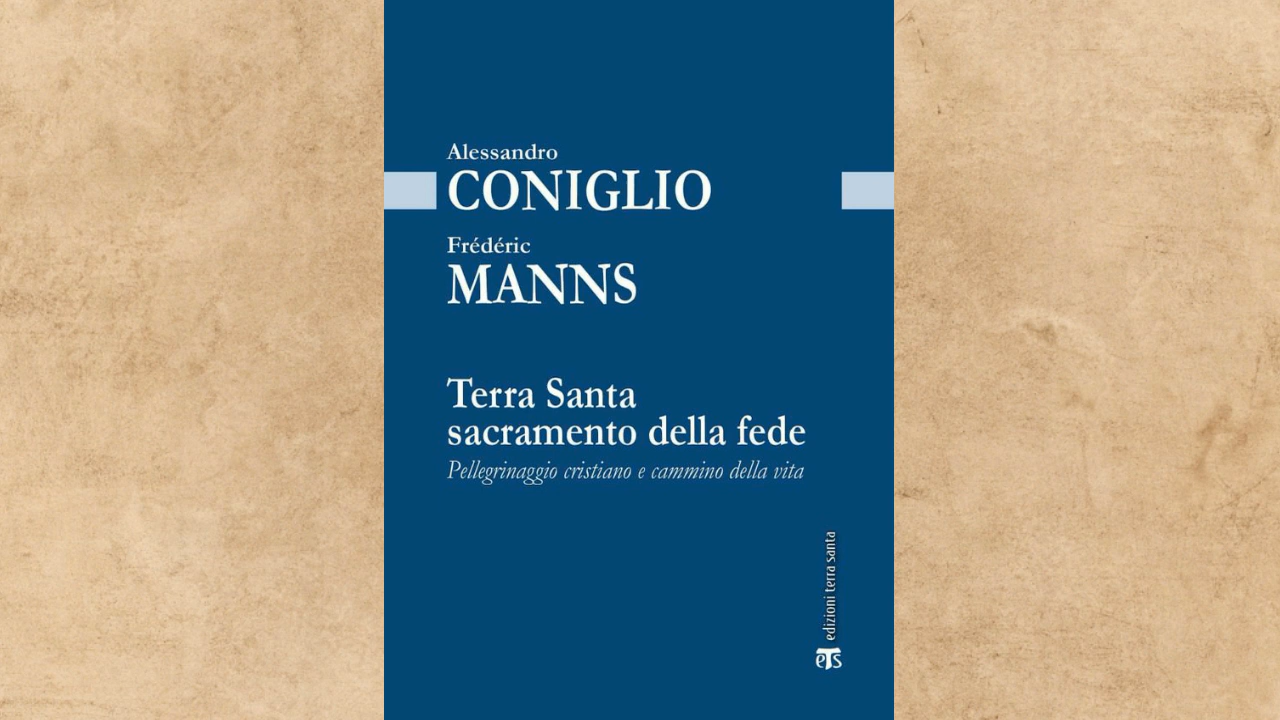 Alessandro
CONIGLIO
Frédéric
MANNS
Terra Santa
sacramento della fede
Pellegrinaggio cristiano e cammino della vita
edizioni terra santa
eTs